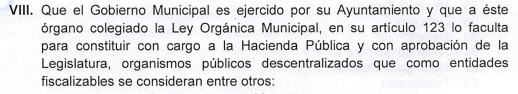 VIII. Que el Gobierno Municipal es ejercido por su Ayuntamiento y que a éste
órgano colegiado la Ley Orgánica Municipal, en su artículo 123 lo faculta
para constituir con cargo a la Hacienda Pública y con aprobación de la
Legislatura, organismos públicos descentralizados que como entidades
fiscalizables se consideran entre otros: